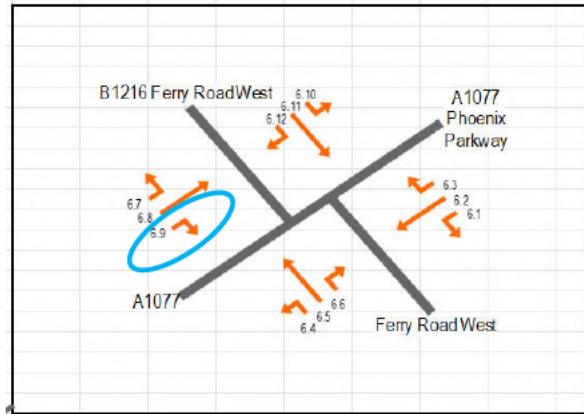 B1216 Ferry Road West
6.10
6.11
6.12
A1077
Phoenix
Parkway
6.3
6.2
6.1
6.7
6.8
6.9
A1077
6.6
6.5
6.4
Ferry Road West